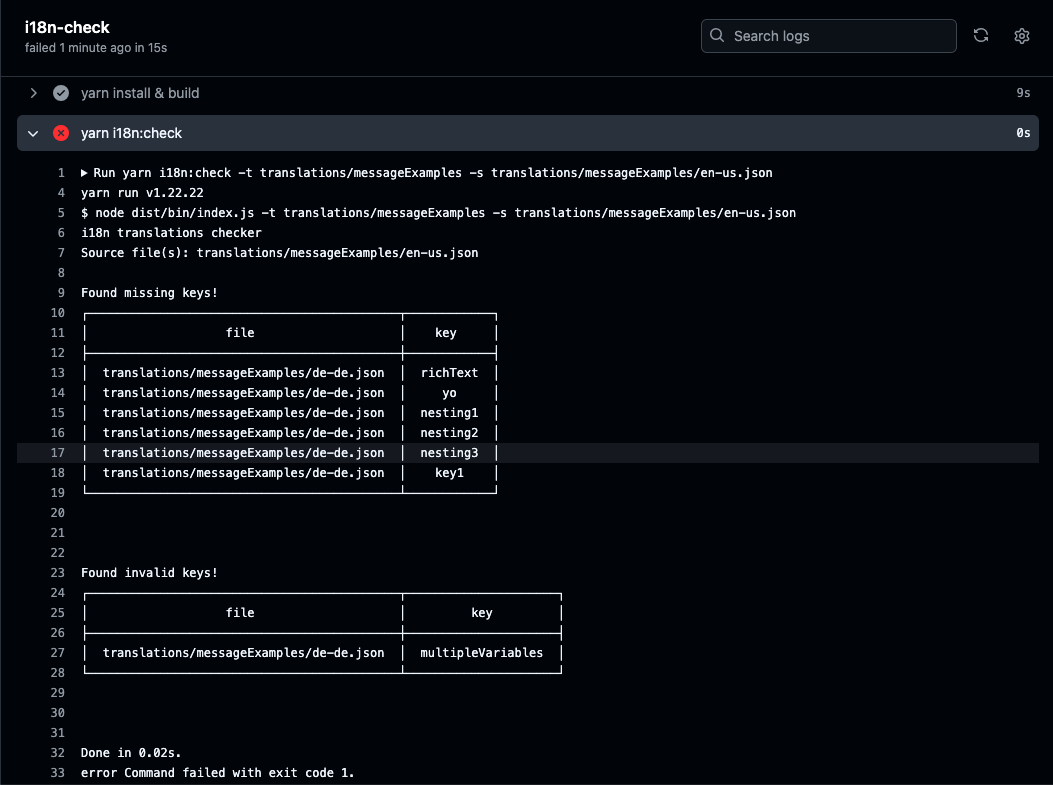 i18n-check
failed 1 minute ago in 15s
Search logs
yarn install & build 9s
yarn i18n:check 0s
1 Run yarn i18n:check -t translations/messageExamples -s translations/messageExamples/en-us.json
4 yarn run v1.22.22
5 $ node dist/bin/index.js -t translations/messageExamples -s translations/messageExamples/en-us.json
6 i18n translations checker
7 Source file(s): translations/messageExamples/en-us.json
8
9 Found missing keys!
10
11 file key
12
13 translations/messageExamples/de-de.json richText
14 translations/messageExamples/de-de.json yo
15 translations/messageExamples/de-de.json nesting1
16 translations/messageExamples/de-de.json nesting2
17 translations/messageExamples/de-de.json nesting3
18 translations/messageExamples/de-de.json key1
19
20
21
22
23 Found invalid keys!
24
25 file key
26
27 translations/messageExamples/de-de.json multipleVariables
28
29
30
31
32 Done in 0.02s.
33 error Command failed with exit code 1.